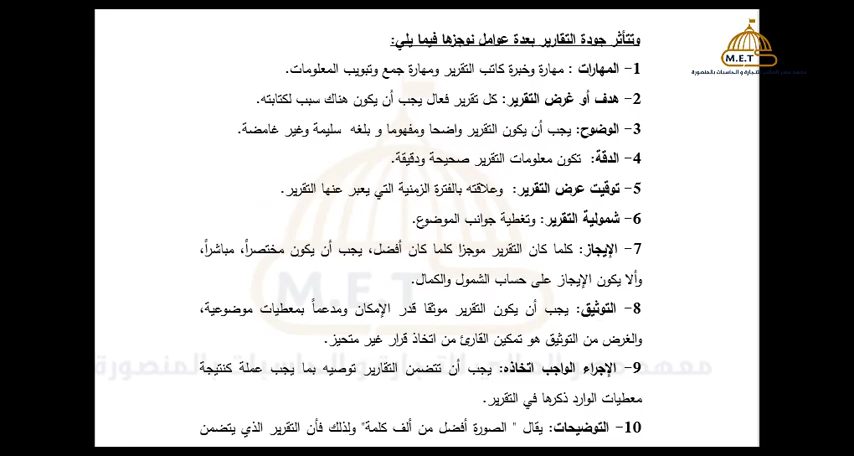 وتتأثر جودة التقارير بعدة عوامل نوجزها فيما يلي:
1- المهارات : مهارة وخبرة كاتب التقرير ومهارة جمع وتبويب المعلومات.
2- هدف أو غرض التقرير: كل تقرير فعال يجب أن يكون هناك سبب لكتابته.
3- الوضوح: يجب أن يكون التقرير واضحا ومفهوما و بلغه سليمة وغير غامضة.
4- الدقة: تكون معلومات التقرير صحيحة ودقيقة.
5- توقيت عرض التقرير: وعلاقته بالفترة الزمنية التي يعبر عنها التقرير.
6- شمولية التقرير: وتغطية جوانب الموضوع.
7- الإيجاز: كلما كان التقرير موجزا كلما كان أفضل، يجب أن يكون مختصراً، مباشراً،
وألا يكون الإيجاز على حساب الشمول والكمال.
8- التوثيق: يجب أن يكون التقرير موثقا قدر الإمكان ومدعماً بمعطيات موضوعية،
والغرض من التوثيق هو تمكين القارئ من اتخاذ قرار غير متحيز.
9- الإجراء الواجب اتخاذه: يجب أن تتضمن التقارير توصيه بما يجب عملة كنتيجة
معطيات الوارد ذكرها في التقرير.
10- التوضيحات: يقال " الصورة أفضل من ألف كلمة" ولذلك فأن التقرير الذي يتضمن
M.E.T
M.E.T